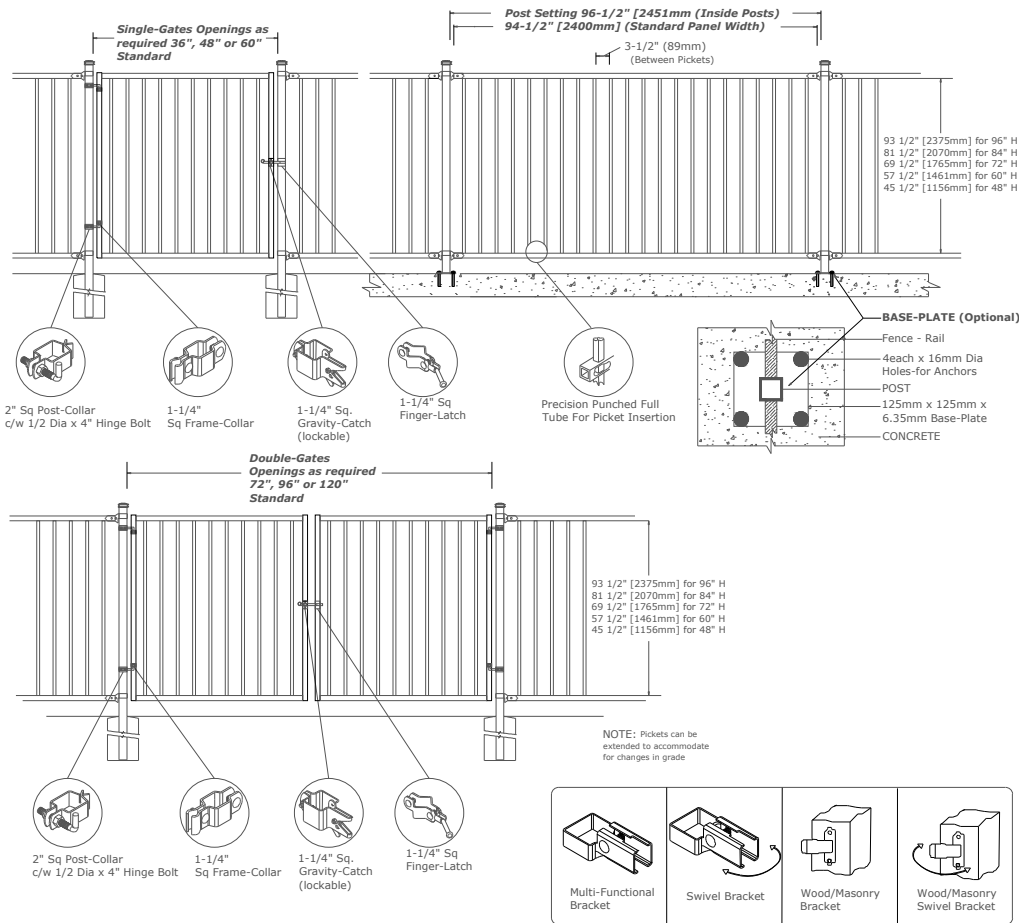 Single-Gates Openings as
required 36", 48" or 60"
Standard
Post Setting 96-1/2" [2451mm (Inside Posts)
94-1/2" [2400mm] (Standard Panel Width)
3-1/2" (89mm)
(Between Pickets)
93 1/2" [2375mm] for 96" H
81 1/2" [2070mm] for 84" H
69 1/2" [1765mm] for 72" H
57 1/2" [1461mm] for 60" H
45 1/2" [1156mm] for 48" H
2" Sq Post-Collar
c/w 1/2 Dia x 4" Hinge Bolt
1-1/4"
Sq Frame-Collar
1-1/4" Sq.
Gravity-Catch
(lockable)
1-1/4" Sq
Finger-Latch
Precision Punched Full
Tube For Picket Insertion
BASE-PLATE (Optional)
Fence - Rail
4each x 16mm Dia
Holes-for Anchors
POST
125mm x 125mm x
6.35mm Base-Plate
CONCRETE
Double-Gates
Openings as required
72", 96" or 120"
Standard
93 1/2" [2375mm] for 96" H
81 1/2" [2070mm] for 84" H
69 1/2" [1765mm] for 72" H
57 1/2" [1461mm] for 60" H
45 1/2" [1156mm] for 48" H
NOTE: Pickets can be
extended to accommodate
for changes in grade
2" Sq Post-Collar
c/w 1/2 Dia x 4" Hinge Bolt
1-1/4"
Sq Frame-Collar
1-1/4" Sq.
Gravity-Catch
(lockable)
1-1/4" Sq
Finger-Latch
Multi-Functional
Bracket
Swivel Bracket
Wood/Masonry
Bracket
Wood/Masonry
Swivel Bracket